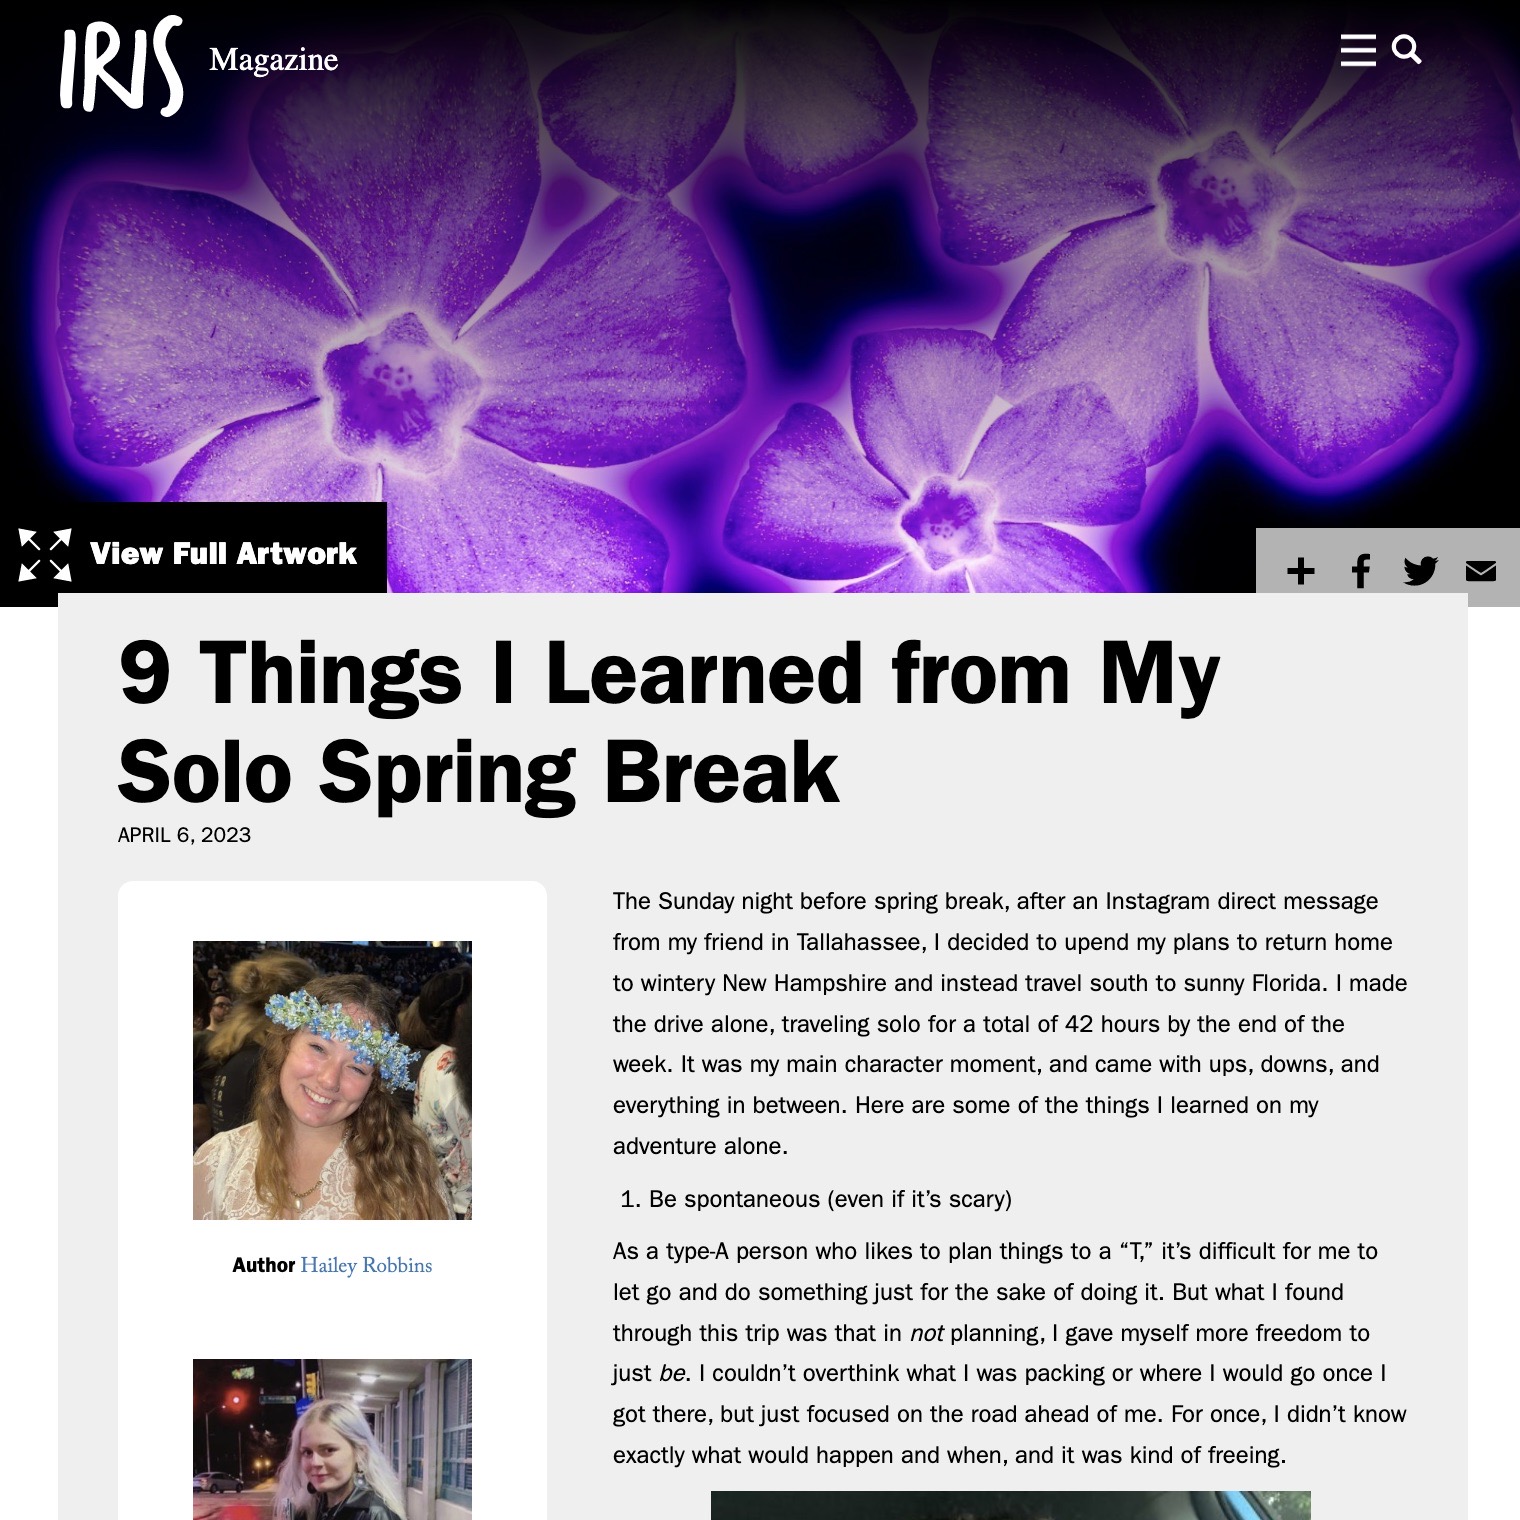 IRIS Magazine
View Full Artwork
9 Things I Learned from My
Solo Spring Break
APRIL 6, 2023
Author Hailey Robbins
The Sunday night before spring break, after an Instagram direct message
from my friend in Tallahassee, I decided to upend my plans to return home
to wintery New Hampshire and instead travel south to sunny Florida. I made
the drive alone, traveling solo for a total of 42 hours by the end of the
week. It was my main character moment, and came with ups, downs, and
everything in between. Here are some of the things I learned on my
adventure alone.
1. Be spontaneous (even if it’s scary)
As a type-A person who likes to plan things to a “T,” it’s difficult for me to
let go and do something just for the sake of doing it. But what I found
through this trip was that in not planning, I gave myself more freedom to
just be. I couldn’t overthink what I was packing or where I would go once I
got there, but just focused on the road ahead of me. For once, I didn’t know
exactly what would happen and when, and it was kind of freeing.